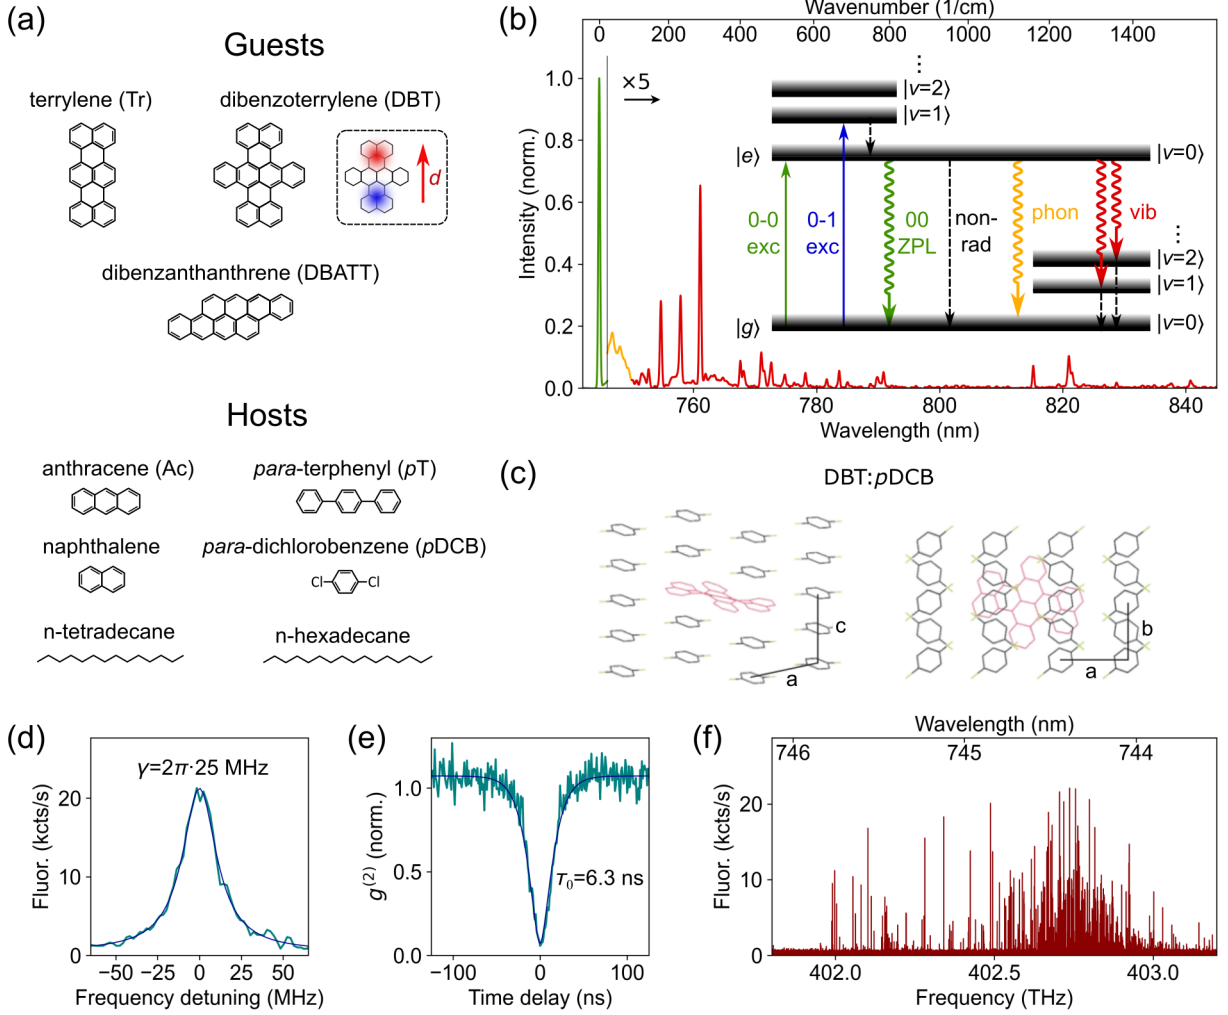 (a)
Guests
terrylene (Tr)
dibenzoterrylene (DBT)
d
dibenzanthanthrene (DBATT)
Hosts
anthracene (Ac)
para-terphenyl (pT)
naphthalene
para-dichlorobenzene (pDCB)
Cl
Cl
n-tetradecane
n-hexadecane
(b)
Wavenumber (1/cm)
0 200 400 600 800 1000 1200 1400
×5
Intensity (norm.)
1.0
0.8
0.6
0.4
0.2
0.0
⋮
|v=2⟩
|v=1⟩
|e⟩
|v=0⟩
0-0
exc
0-1
exc
00
ZPL
non-
rad
phon
vib
⋮
|v=2⟩
|v=1⟩
|g⟩
|v=0⟩
760 780 800 820 840
Wavelength (nm)
(c)
DBT:pDCB
c
a
b
a
(d)
γ=2π·25 MHz
Fluor. (kcts/s)
20
10
0
−50 −25 0 25 50
Frequency detuning (MHz)
(e)
g⁽²⁾ (norm.)
1.0
0.5
0.0
τ₀=6.3 ns
−100 0 100
Time delay (ns)
(f)
Wavelength (nm)
746 745 744
Fluor. (kcts/s)
20
10
0
402.0 402.5 403.0
Frequency (THz)